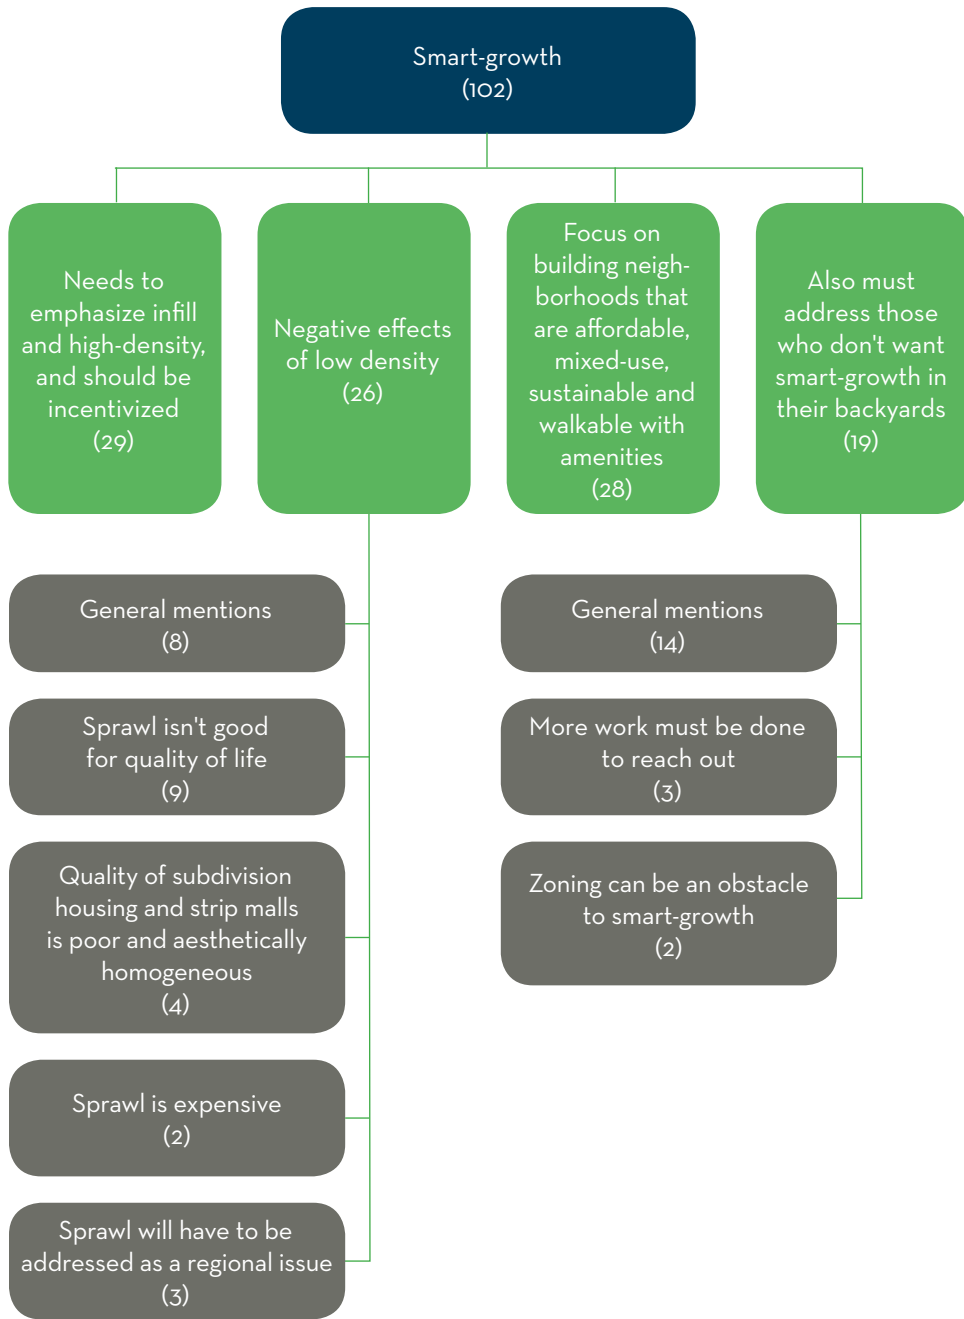 Smart-growth
(102)
Needs to
emphasize infill
and high-density,
and should be
incentivized
(29)
Negative effects
of low density
(26)
Focus on
building neigh-
borhoods that
are affordable,
mixed-use,
sustainable and
walkable with
amenities
(28)
Also must
address those
who don't want
smart-growth in
their backyards
(19)
General mentions
(8)
Sprawl isn't good
for quality of life
(9)
Quality of subdivision
housing and strip malls
is poor and aesthetically
homogeneous
(4)
Sprawl is expensive
(2)
Sprawl will have to be
addressed as a regional issue
(3)
General mentions
(14)
More work must be done
to reach out
(3)
Zoning can be an obstacle
to smart-growth
(2)